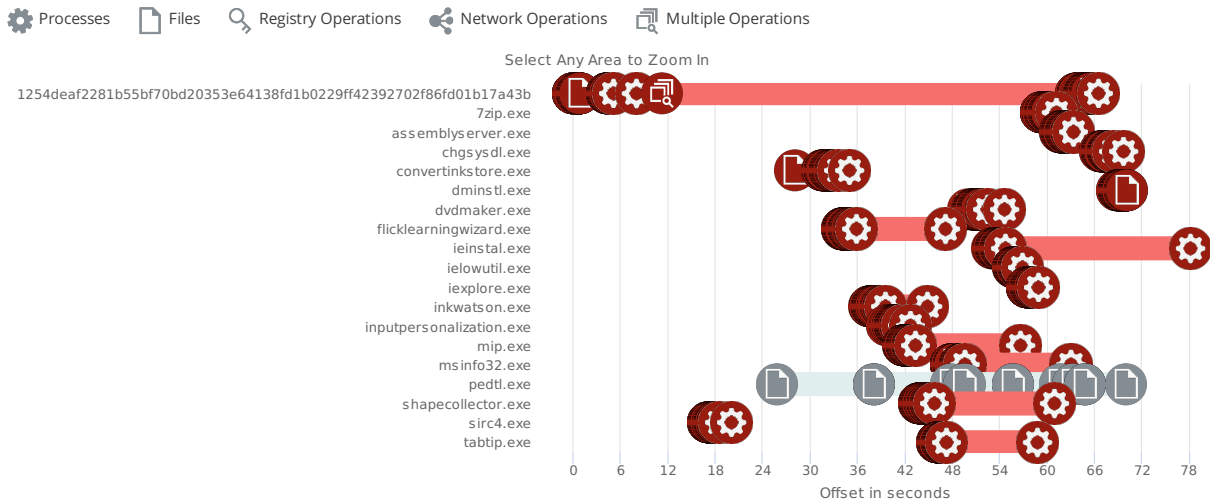 Processes Files Registry Operations Network Operations Multiple Operations
Select Any Area to Zoom In
1254deaf2281b55bf70bd20353e64138fd1b0229ff42392702f86fd01b17a43b
7zip.exe
assemblyserver.exe
chgsysdl.exe
convertinkstore.exe
dminstl.exe
dvdmaker.exe
flicklearningwizard.exe
ieinstal.exe
ielowutil.exe
iexplore.exe
inkwatson.exe
inputpersonalization.exe
mip.exe
msinfo32.exe
pedtl.exe
shapecollector.exe
sirc4.exe
tabtip.exe
0 6 12 18 24 30 36 42 48 54 60 66 72 78
Offset in seconds